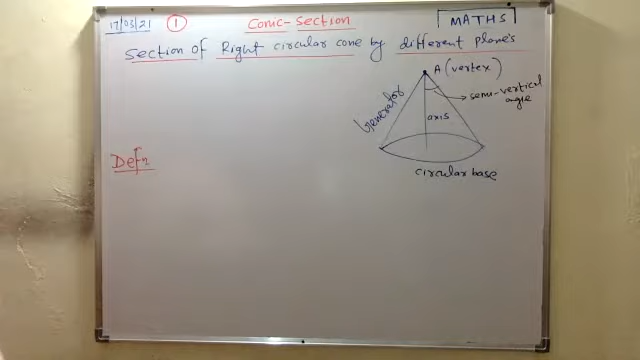 17/03/21 ① Conic-Section MATHS
Section of Right circular cone by different plane's
A (vertex)
semi-vertical
angle
Generator
axis
Defn
circular base